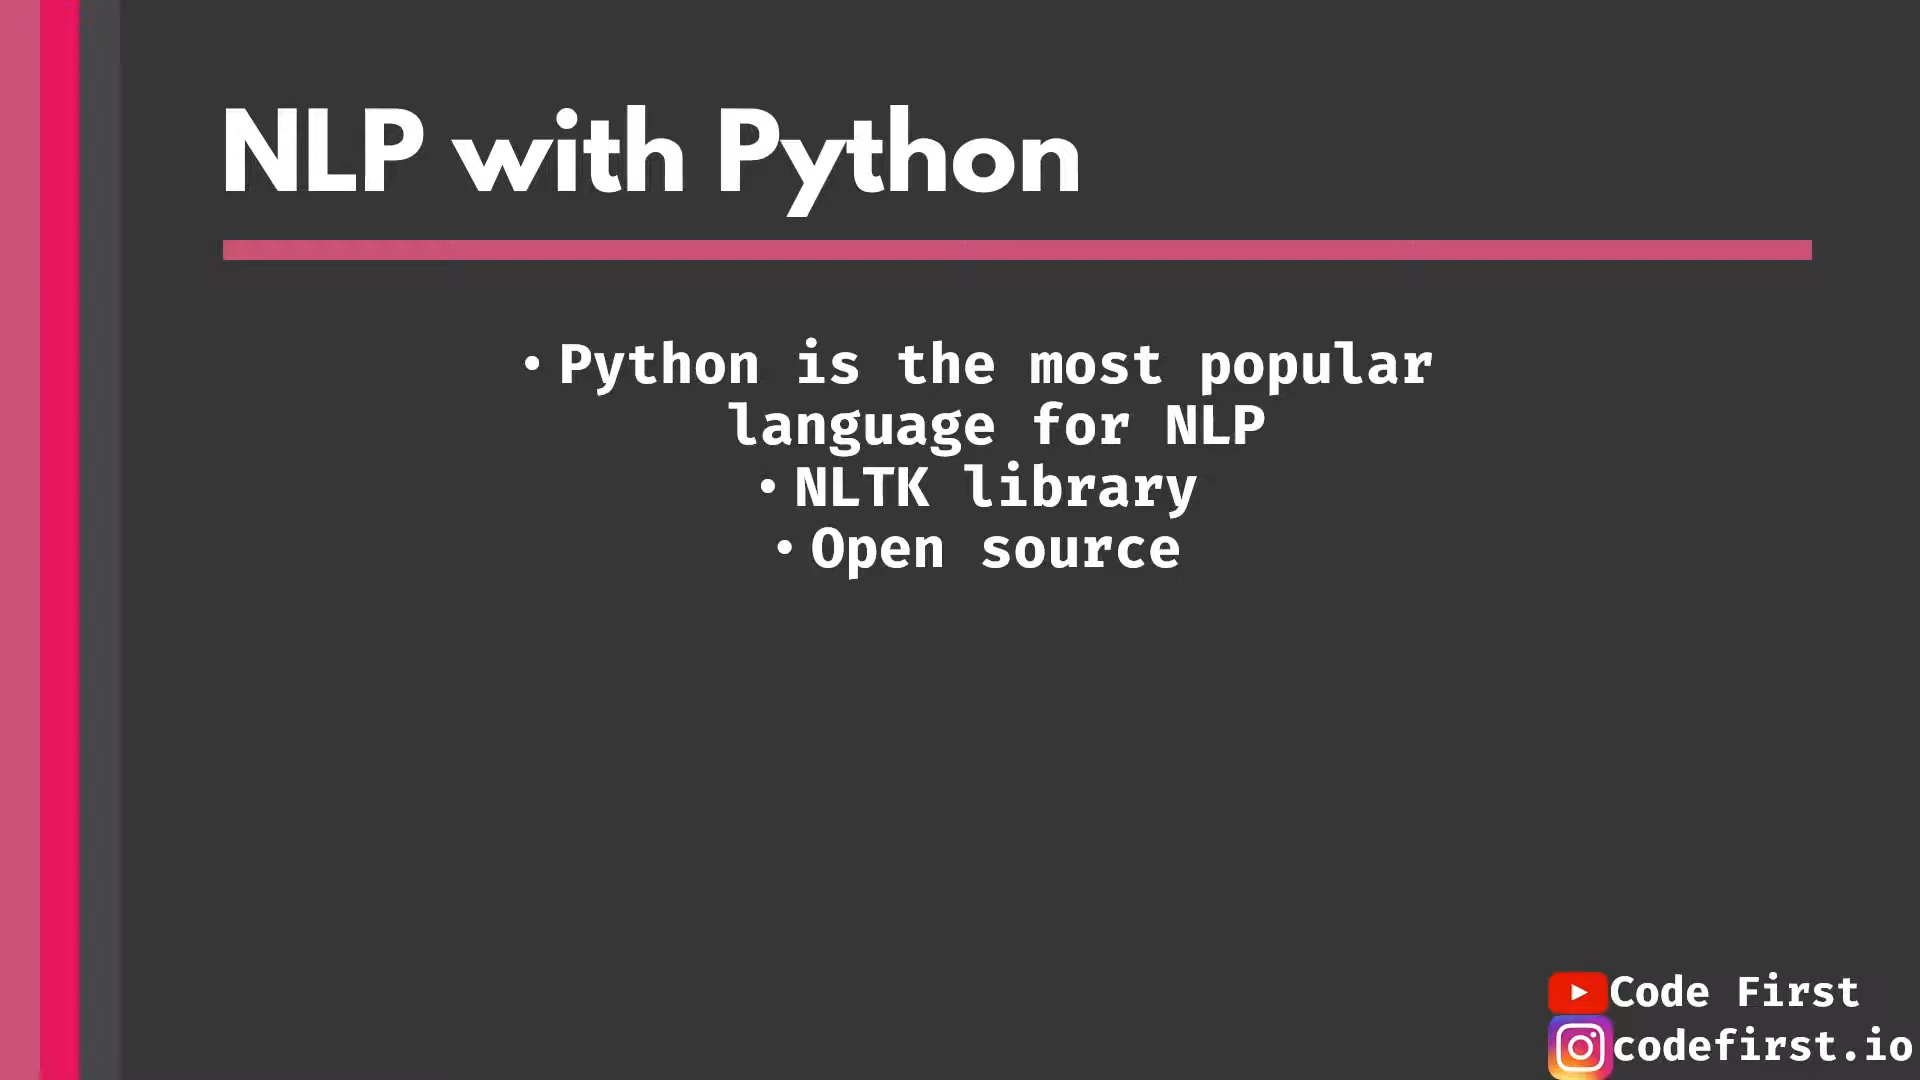 NLP with Python
• Python is the most popular
language for NLP
• NLTK library
• Open source
Code First
codefirst.io